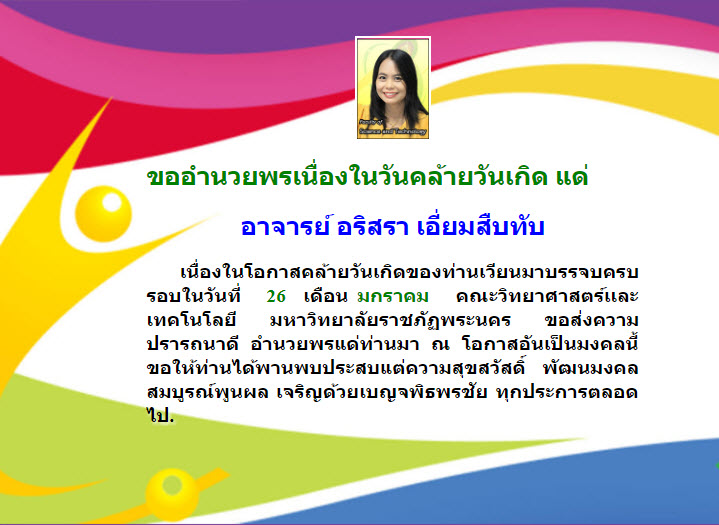 Faculty of
Science and Technology
ขออำนวยพรเนื่องในวันคล้ายวันเกิด แด่
อาจารย์ อริสรา เอี่ยมสืบทับ
เนื่องในโอกาสคล้ายวันเกิดของท่านเวียนมาบรรจบครบ
รอบในวันที่ 26 เดือน มกราคม คณะวิทยาศาสตร์และ
เทคโนโลยี มหาวิทยาลัยราชภัฏพระนคร ขอส่งความ
ปรารถนาดี อำนวยพรแด่ท่านมา ณ โอกาสอันเป็นมงคลนี้
ขอให้ท่านได้พานพบประสบแต่ความสุขสวัสดิ์ พัฒนมงคล
สมบูรณ์พูนผล เจริญด้วยเบญจพิธพรชัย ทุกประการตลอด
ไป.